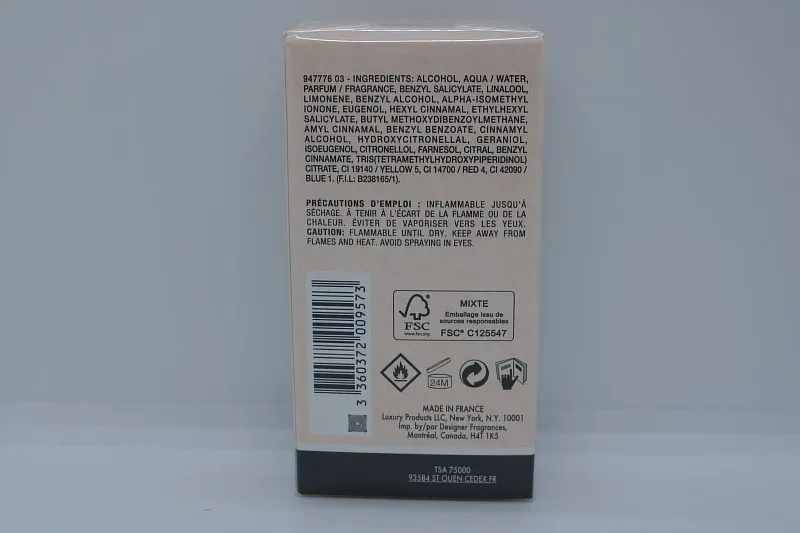 947776 03 - INGREDIENTS: ALCOHOL, AQUA / WATER,
PARFUM / FRAGRANCE, BENZYL SALICYLATE, LINALOOL,
LIMONENE, BENZYL ALCOHOL, ALPHA-ISOMETHYL
IONONE, EUGENOL, HEXYL CINNAMAL, ETHYLHEXYL
SALICYLATE, BUTYL METHOXYDIBENZOYLMETHANE,
AMYL CINNAMAL, BENZYL BENZOATE, CINNAMYL
ALCOHOL, HYDROXYCITRONELLAL, GERANIOL,
ISOEUGENOL, CITRONELLOL, FARNESOL, CITRAL, BENZYL
CINNAMATE, TRIS(TETRAMETHYLHYDROXYPIPERIDINOL)
CITRATE, CI 19140 / YELLOW 5, CI 14700 / RED 4, CI 42090 /
BLUE 1. (F.I.L: B238165/1).
PRÉCAUTIONS D'EMPLOI : INFLAMMABLE JUSQU'À
SÉCHAGE. À TENIR À L'ÉCART DE LA FLAMME OU DE LA
CHALEUR. ÉVITER DE VAPORISER VERS LES YEUX.
CAUTION: FLAMMABLE UNTIL DRY. KEEP AWAY FROM
FLAMES AND HEAT. AVOID SPRAYING IN EYES.
3 360372 009573
FSC
www.fsc.org
MIXTE
Emballage issu de
sources responsables
FSC® C125547
24M
MADE IN FRANCE
Luxury Products LLC, New York, N.Y. 10001
Imp. by/par Designer Fragrances,
Montréal, Canada, H4T 1K5
TSA 75000
93584 ST OUEN CEDEX FR